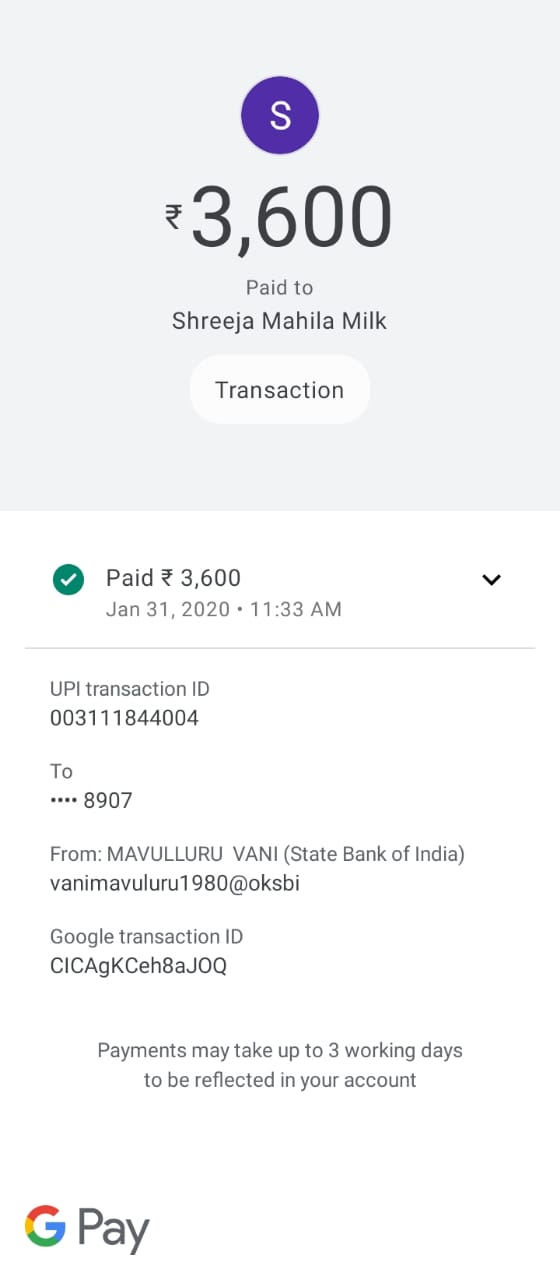 S
₹3,600
Paid to
Shreeja Mahila Milk
Transaction
Paid ₹ 3,600
Jan 31, 2020 • 11:33 AM
UPI transaction ID
003111844004
To
•••• 8907
From: MAVULLURU  VANI (State Bank of India)
vanimavuluru1980@oksbi
Google transaction ID
CICAgKCeh8aJOQ
Payments may take up to 3 working days
to be reflected in your account
G Pay